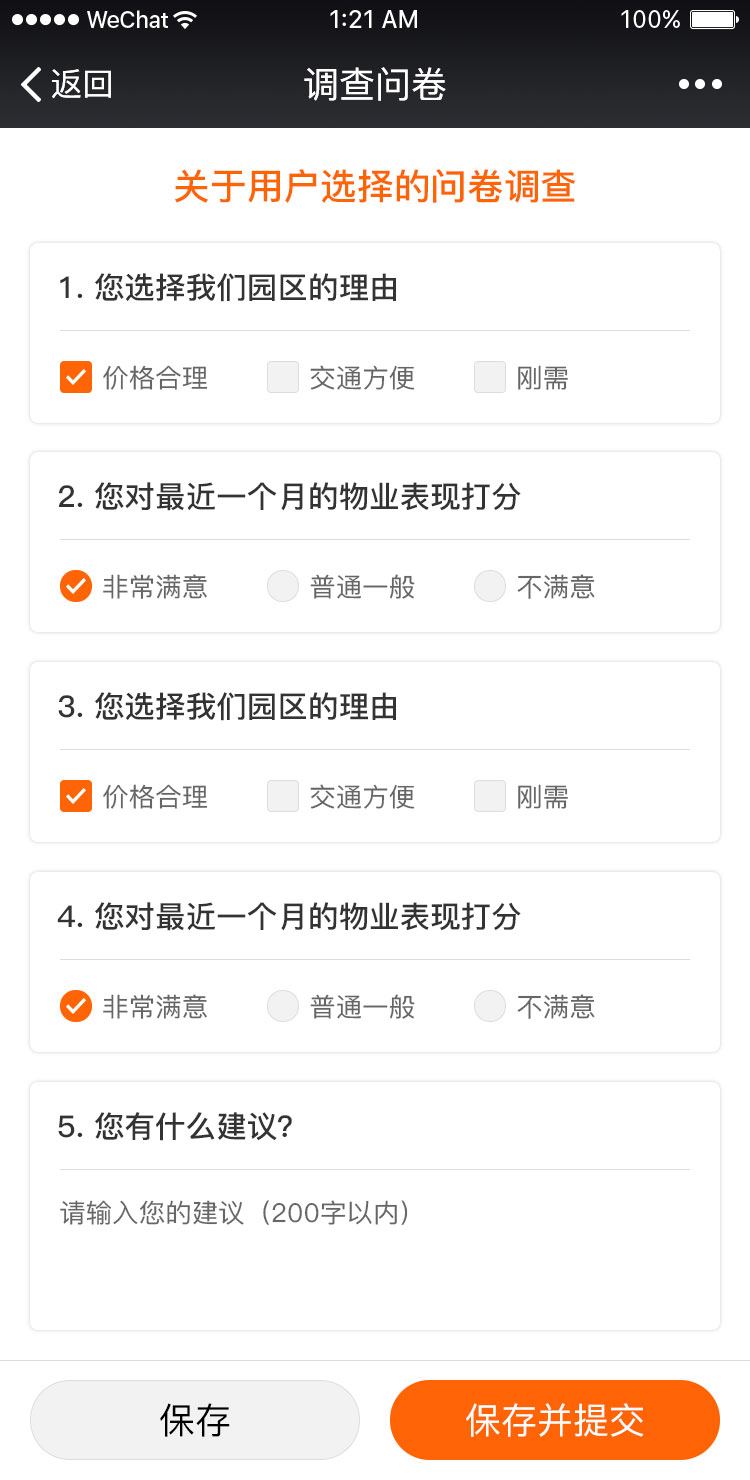 WeChat 1:21 AM 100%
返回 调查问卷
关于用户选择的问卷调查
1. 您选择我们园区的理由
价格合理 交通方便 刚需
2. 您对最近一个月的物业表现打分
非常满意 普通一般 不满意
3. 您选择我们园区的理由
价格合理 交通方便 刚需
4. 您对最近一个月的物业表现打分
非常满意 普通一般 不满意
5. 您有什么建议?
请输入您的建议（200字以内）
保存 保存并提交